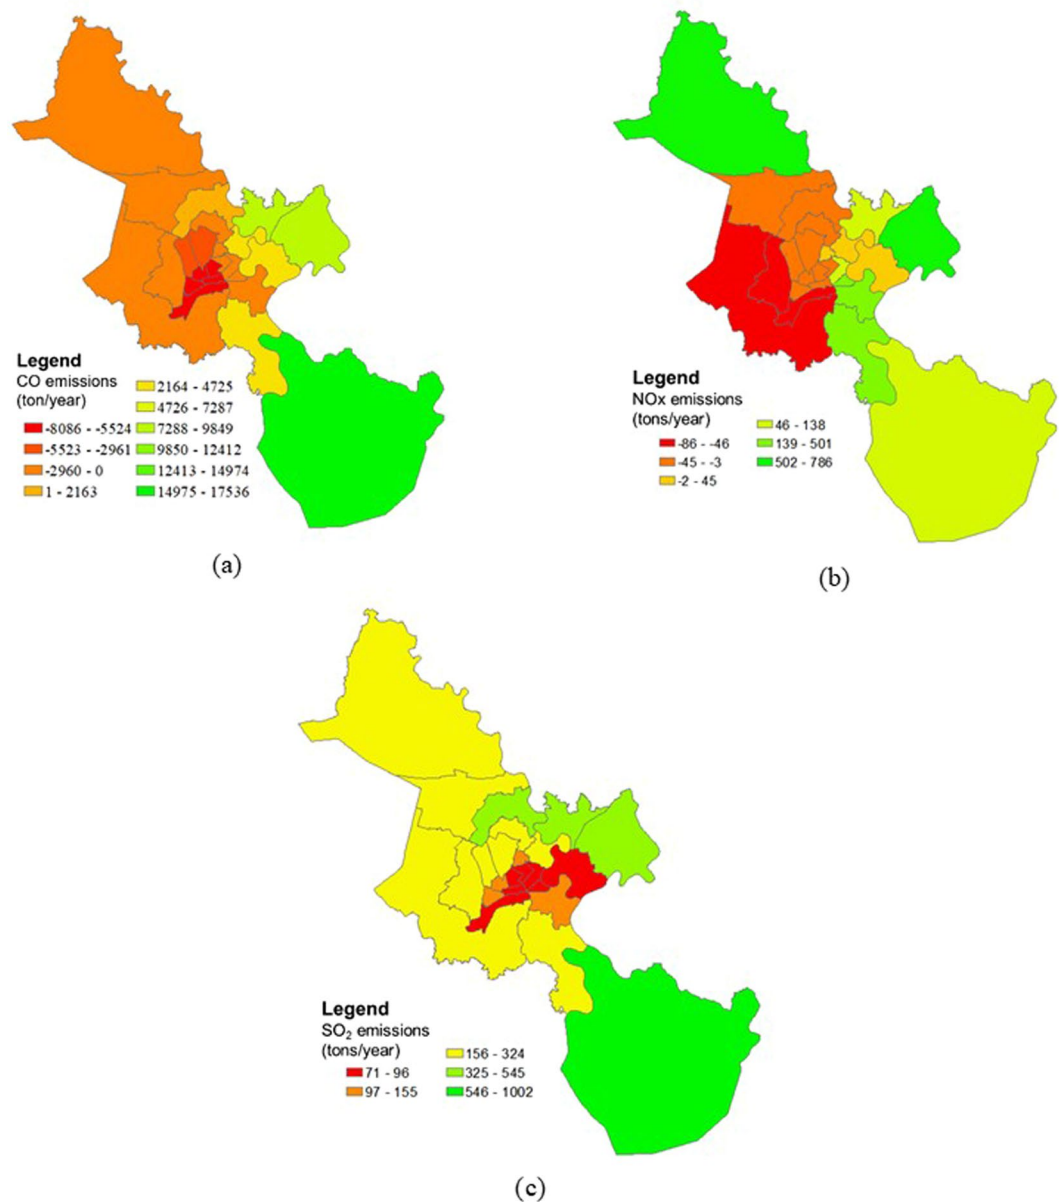 Legend
CO emissions
(ton/year)
-8086 - -5524
-5523 - -2961
-2960 - 0
1 - 2163
2164 - 4725
4726 - 7287
7288 - 9849
9850 - 12412
12413 - 14974
14975 - 17536
(a)
Legend
NOx emissions
(tons/year)
-86 - -46
-45 - -3
-2 - 45
46 - 138
139 - 501
502 - 786
(b)
Legend
SO₂ emissions
(tons/year)
71 - 96
97 - 155
156 - 324
325 - 545
546 - 1002
(c)